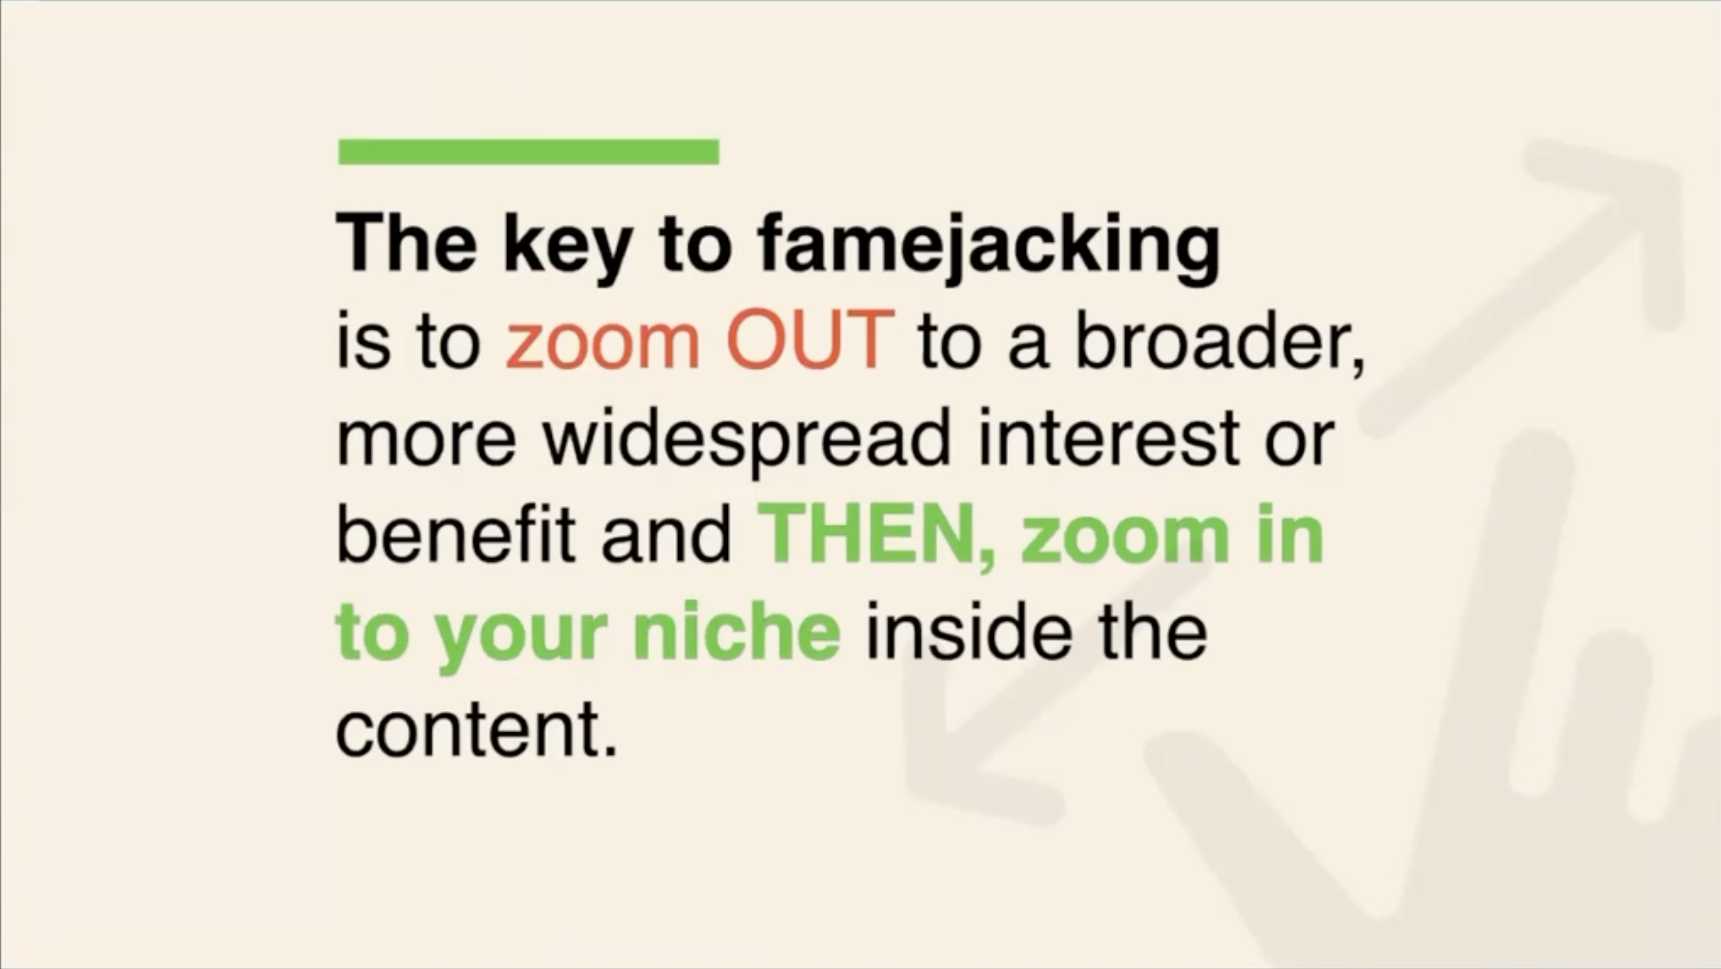 The key to famejacking
is to zoom OUT to a broader,
more widespread interest or
benefit and THEN, zoom in
to your niche inside the
content.